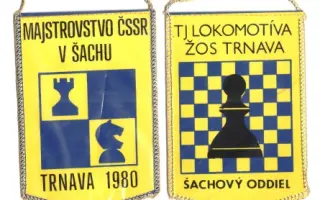 MAJSTROVSTVO ČSSR
V ŠACHU
TRNAVA 1980
TJ LOKOMOTÍVA
ŽOS TRNAVA
ŠACHOVÝ ODDIEL